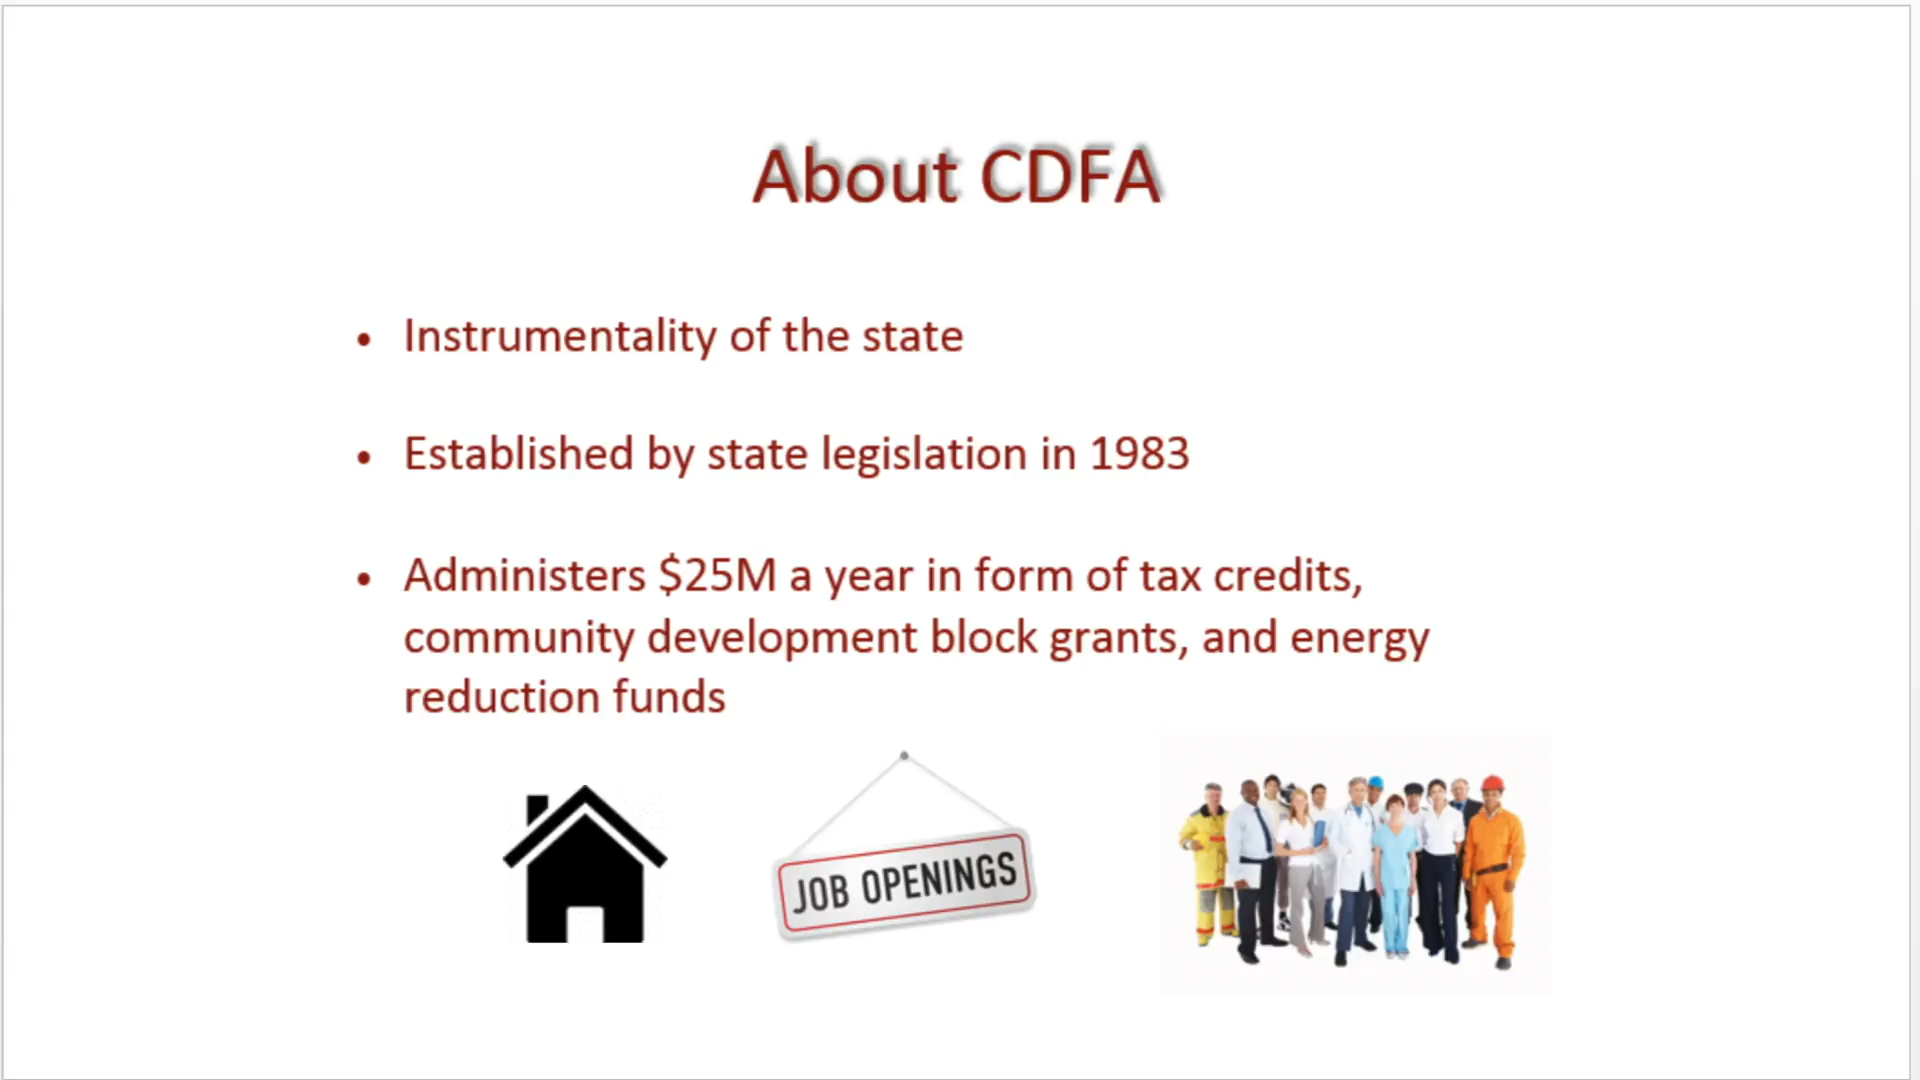 About CDFA
• Instrumentality of the state
• Established by state legislation in 1983
• Administers $25M a year in form of tax credits,
community development block grants, and energy
reduction funds
JOB OPENINGS